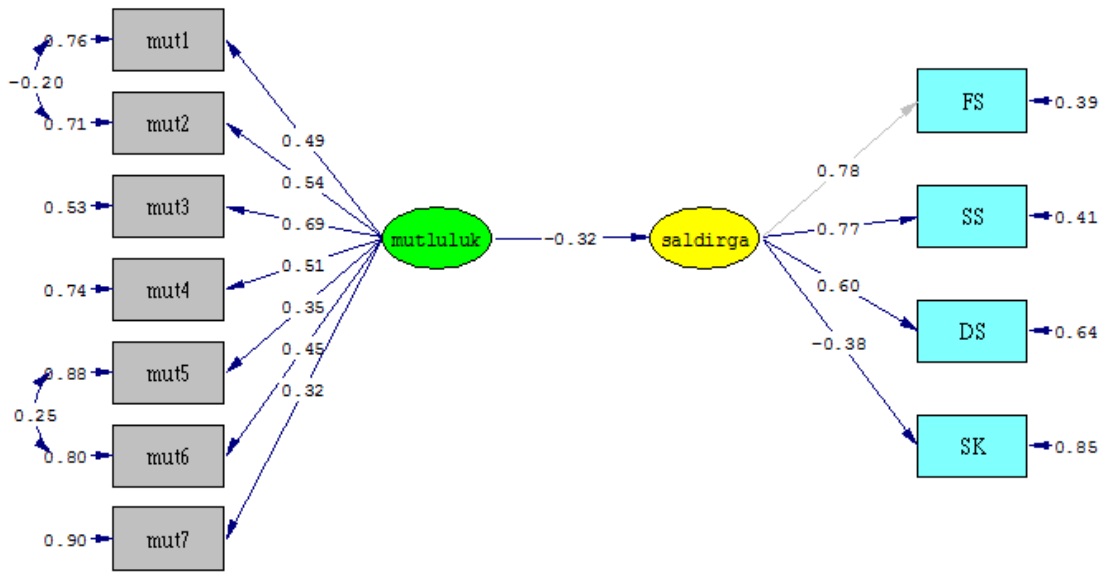 0.76
mut1
-0.20
0.71
mut2
0.53
mut3
0.74
mut4
0.88
mut5
0.25
0.80
mut6
0.90
mut7
0.49
0.54
0.69
0.51
0.35
0.45
0.32
mutluluk
-0.32
saldirga
0.78
0.77
0.60
-0.38
FS
0.39
SS
0.41
DS
0.64
SK
0.85